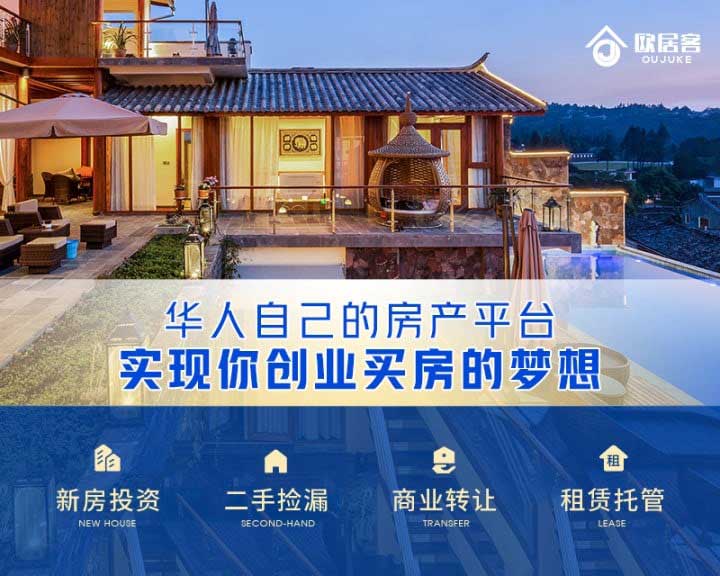 欧居客
OUJUKE
华人自己的房产平台
实现你创业买房的梦想
租
新房投资
二手捡漏
商业转让
租赁托管
NEW HOUSE
SECOND-HAND
TRANSFER
LEASE